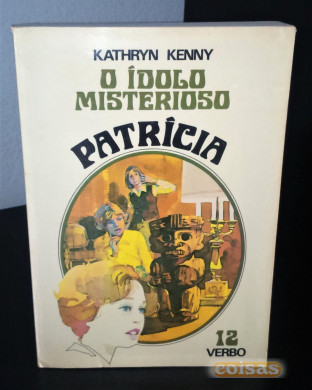 KATHRYN KENNY
O ÍDOLO
MISTERIOSO
PATRÍCIA
12
VERBO
coisas